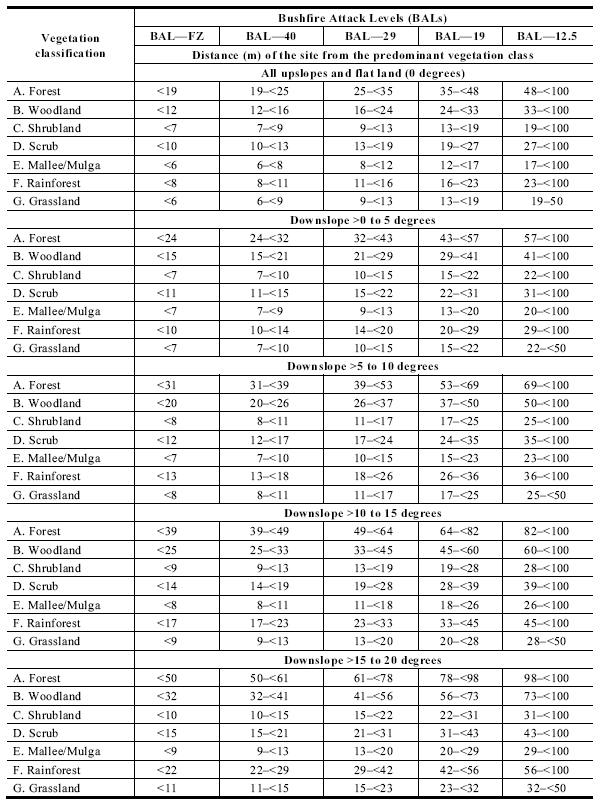 Vegetation classification
Bushfire Attack Levels (BALs)
BAL—FZ BAL—40 BAL—29 BAL—19 BAL—12.5
Distance (m) of the site from the predominant vegetation class
All upslopes and flat land (0 degrees)
A. Forest <19 19–<25 25–<35 35–<48 48–<100
B. Woodland <12 12–<16 16–<24 24–<33 33–<100
C. Shrubland <7 7–<9 9–<13 13–<19 19–<100
D. Scrub <10 10–<13 13–<19 19–<27 27–<100
E. Mallee/Mulga <6 6–<8 8–<12 12–<17 17–<100
F. Rainforest <8 8–<11 11–<16 16–<23 23–<100
G. Grassland <6 6–<9 9–<13 13–<19 19–50
Downslope >0 to 5 degrees
A. Forest <24 24–<32 32–<43 43–<57 57–<100
B. Woodland <15 15–<21 21–<29 29–<41 41–<100
C. Shrubland <7 7–<10 10–<15 15–<22 22–<100
D. Scrub <11 11–<15 15–<22 22–<31 31–<100
E. Mallee/Mulga <7 7–<9 9–<13 13–<20 20–<100
F. Rainforest <10 10–<14 14–<20 20–<29 29–<100
G. Grassland <7 7–<10 10–<15 15–<22 22–<50
Downslope >5 to 10 degrees
A. Forest <31 31–<39 39–<53 53–<69 69–<100
B. Woodland <20 20–<26 26–<37 37–<50 50–<100
C. Shrubland <8 8–<11 11–<17 17–<25 25–<100
D. Scrub <12 12–<17 17–<24 24–<35 35–<100
E. Mallee/Mulga <7 7–<10 10–<15 15–<23 23–<100
F. Rainforest <13 13–<18 18–<26 26–<36 36–<100
G. Grassland <8 8–<11 11–<17 17–<25 25–<50
Downslope >10 to 15 degrees
A. Forest <39 39–<49 49–<64 64–<82 82–<100
B. Woodland <25 25–<33 33–<45 45–<60 60–<100
C. Shrubland <9 9–<13 13–<19 19–<28 28–<100
D. Scrub <14 14–<19 19–<28 28–<39 39–<100
E. Mallee/Mulga <8 8–<11 11–<18 18–<26 26–<100
F. Rainforest <17 17–<23 23–<33 33–<45 45–<100
G. Grassland <9 9–<13 13–<20 20–<28 28–<50
Downslope >15 to 20 degrees
A. Forest <50 50–<61 61–<78 78–<98 98–<100
B. Woodland <32 32–<41 41–<56 56–<73 73–<100
C. Shrubland <10 10–<15 15–<22 22–<31 31–<100
D. Scrub <15 15–<21 21–<31 31–<43 43–<100
E. Mallee/Mulga <9 9–<13 13–<20 20–<29 29–<100
F. Rainforest <22 22–<29 29–<42 42–<56 56–<100
G. Grassland <11 11–<15 15–<23 23–<32 32–<50